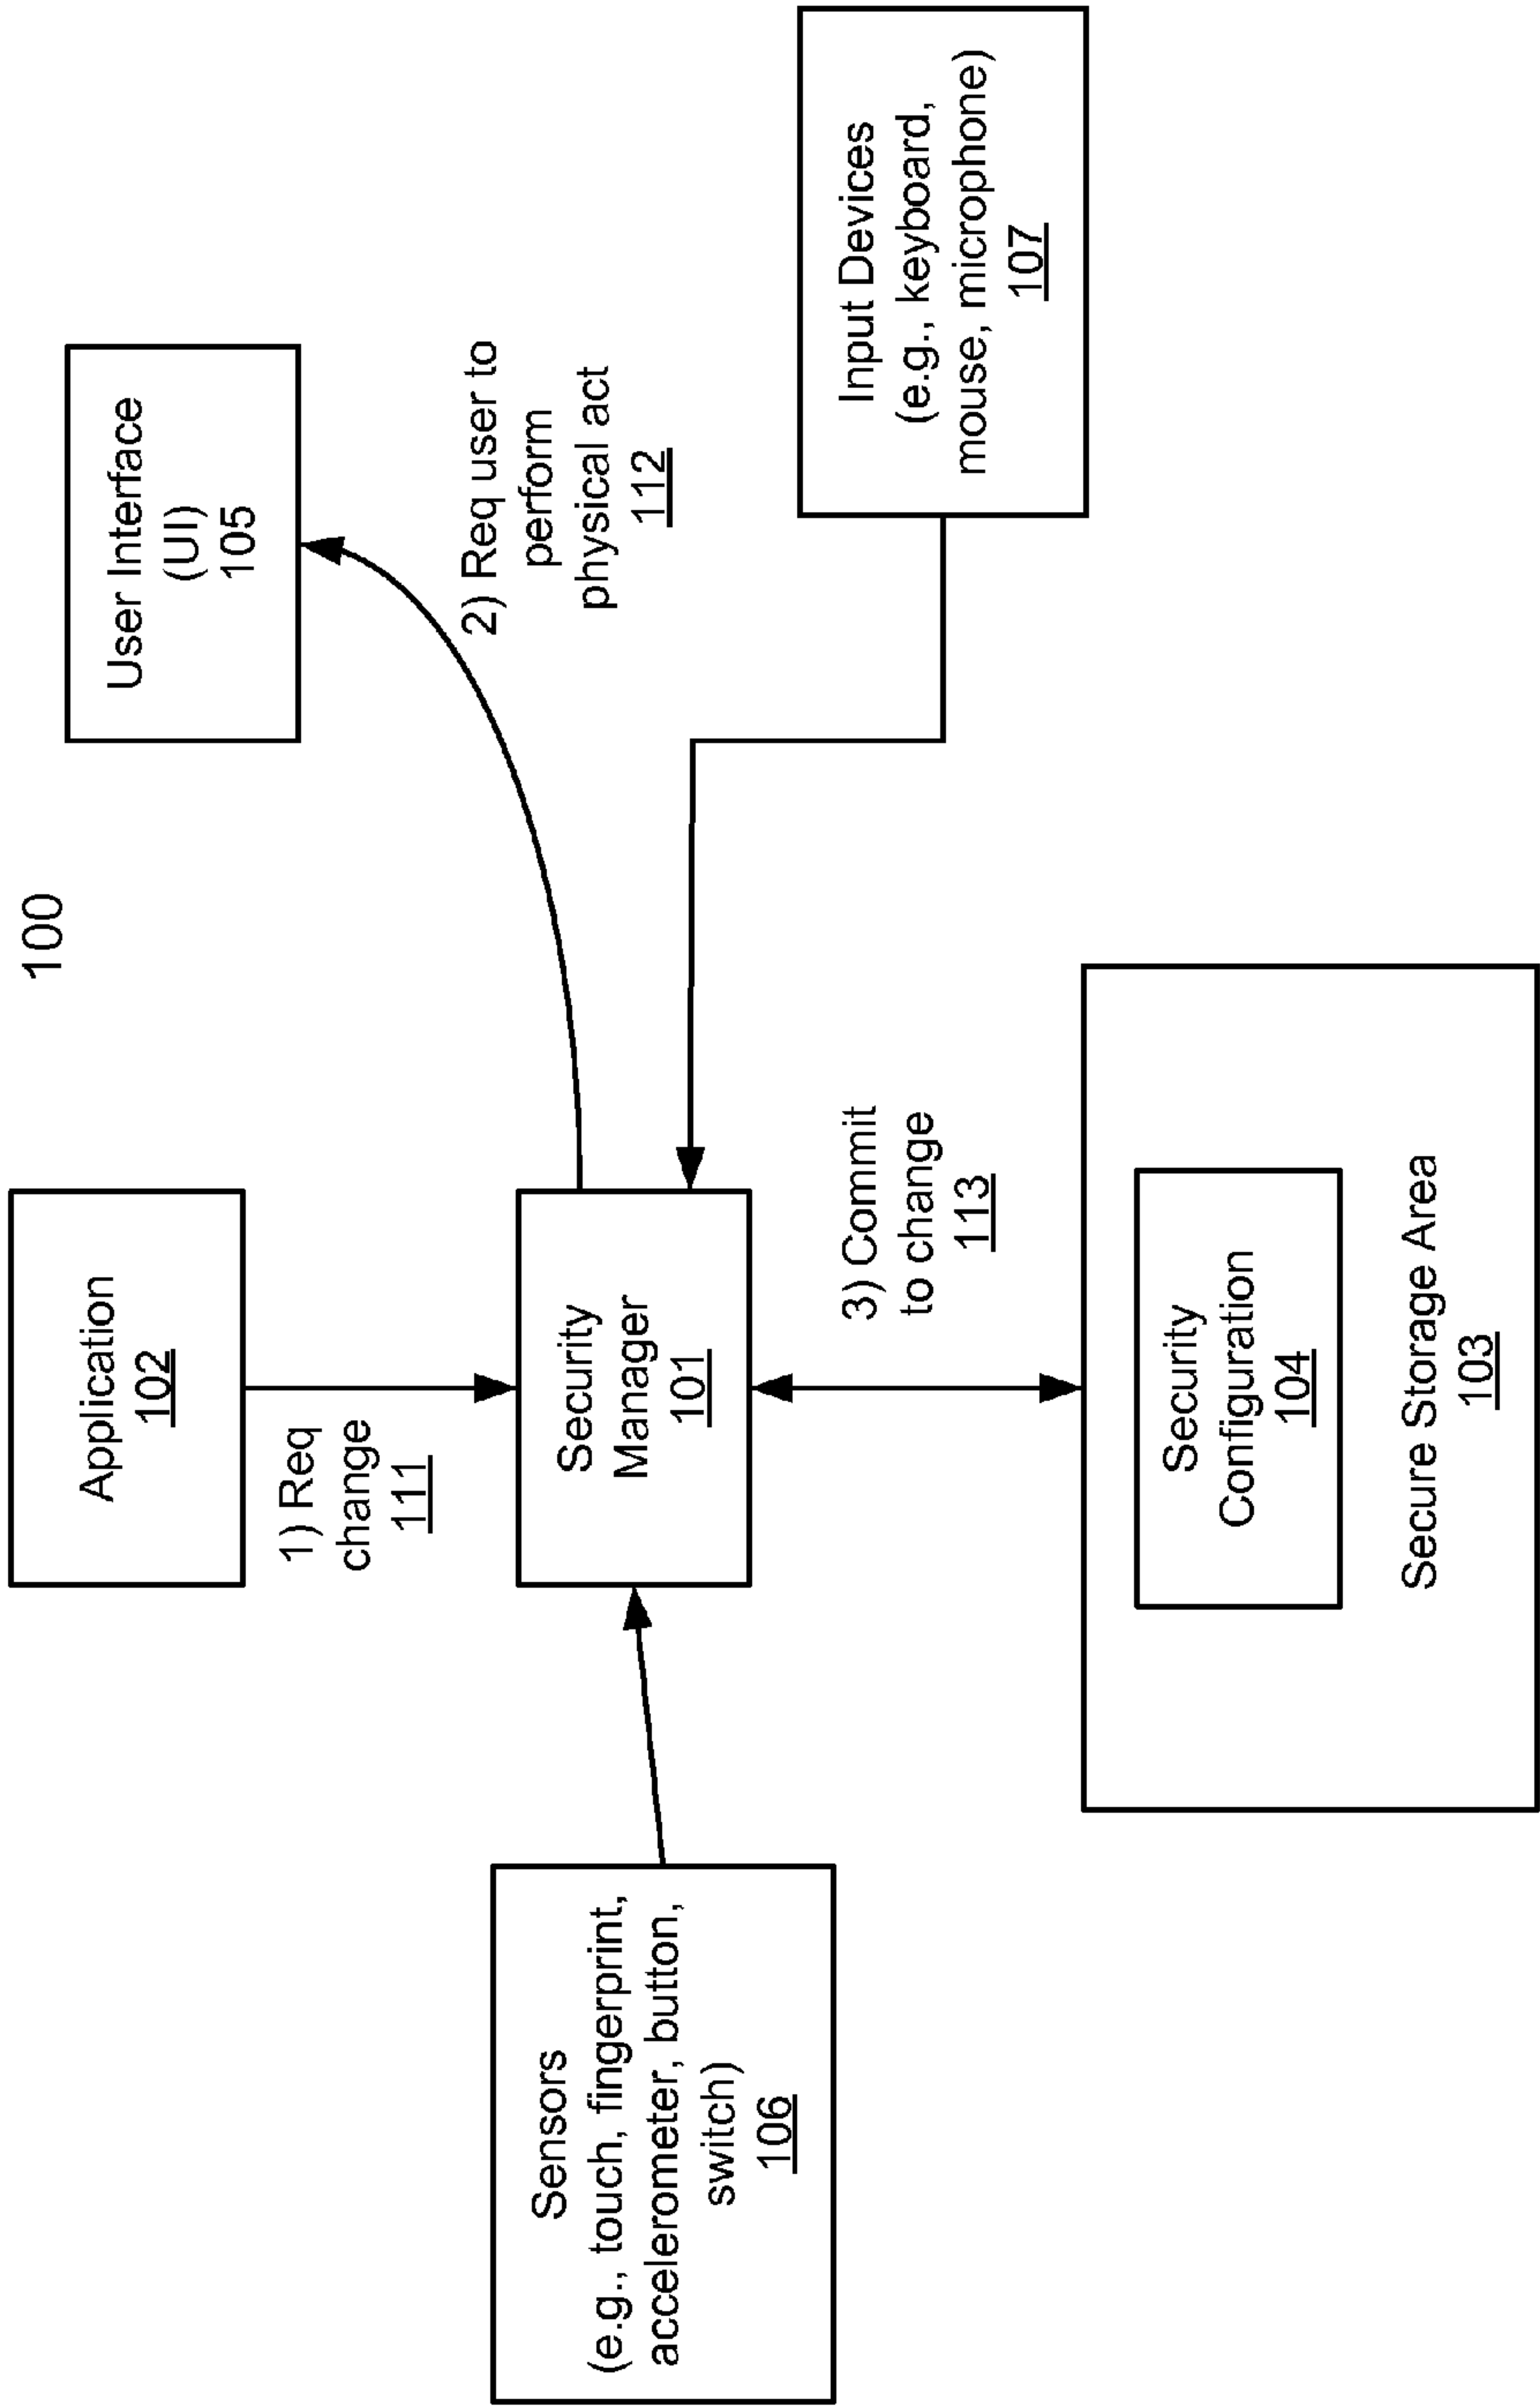 100
Application
102
User Interface
(UI)
105
1) Req
change
111
2) Req user to
perform
physical act
112
Sensors
(e.g., touch, fingerprint,
accelerometer, button,
switch)
106
Security
Manager
101
3) Commit
to change
113
Input Devices
(e.g., keyboard,
mouse, microphone)
107
Security
Configuration
104
Secure Storage Area
103